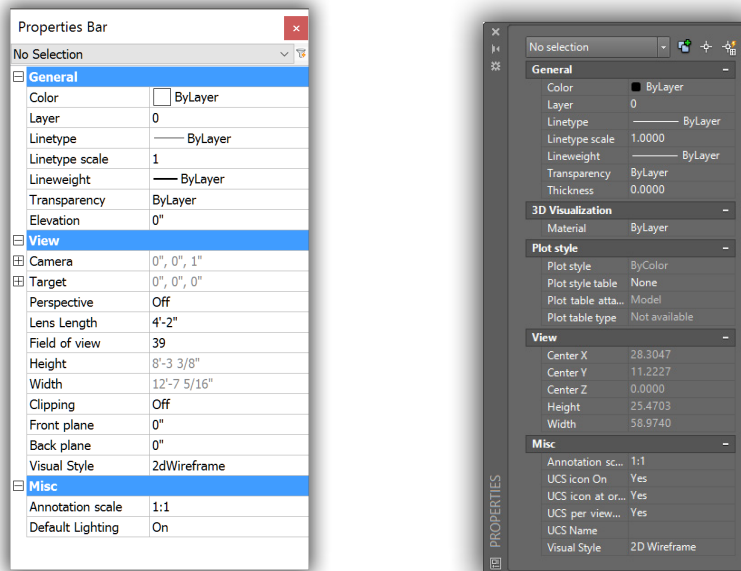 Properties Bar
No Selection
General
Color ByLayer
Layer 0
Linetype ByLayer
Linetype scale 1
Lineweight ByLayer
Transparency ByLayer
Elevation 0"
View
Camera 0", 0", 1"
Target 0", 0", 0"
Perspective Off
Lens Length 4'-2"
Field of view 39
Height 8'-3 3/8"
Width 12'-7 5/16"
Clipping Off
Front plane 0"
Back plane 0"
Visual Style 2dWireframe
Misc
Annotation scale 1:1
Default Lighting On
No selection
General
Color ByLayer
Layer 0
Linetype ByLayer
Linetype scale 1.0000
Lineweight ByLayer
Transparency ByLayer
Thickness 0.0000
3D Visualization
Material ByLayer
Plot style
Plot style ByColor
Plot style table None
Plot table atta... Model
Plot table type Not available
View
Center X 28.3047
Center Y 11.2227
Center Z 0.0000
Height 25.4703
Width 58.9740
Misc
Annotation sc... 1:1
UCS icon On Yes
UCS icon at or... Yes
UCS per view... Yes
UCS Name
Visual Style 2D Wireframe
PROPERTIES